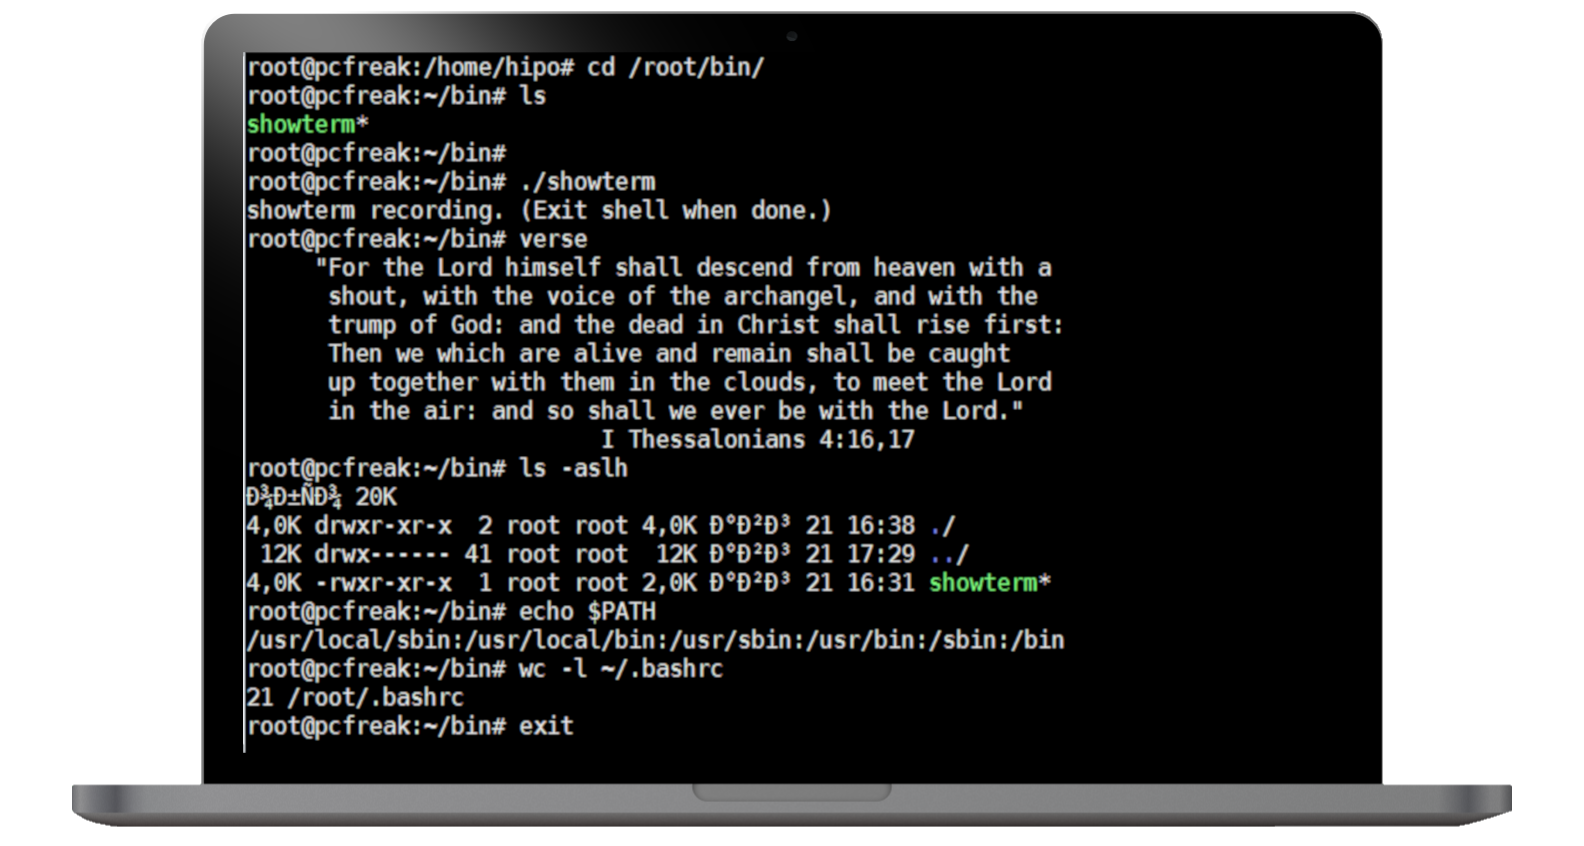 root@pcfreak:/home/hipo# cd /root/bin/
root@pcfreak:~/bin# ls
showterm*
root@pcfreak:~/bin#
root@pcfreak:~/bin# ./showterm
showterm recording. (Exit shell when done.)
root@pcfreak:~/bin# verse
"For the Lord himself shall descend from heaven with a
shout, with the voice of the archangel, and with the
trump of God: and the dead in Christ shall rise first:
Then we which are alive and remain shall be caught
up together with them in the clouds, to meet the Lord
in the air: and so shall we ever be with the Lord."
I Thessalonians 4:16,17
root@pcfreak:~/bin# ls -aslh
Ð¾Ð±ÑÐ¾ 20K
4,0K drwxr-xr-x  2 root root 4,0K Ð°Ð²Ð³ 21 16:38 ./
12K drwx------ 41 root root  12K Ð°Ð²Ð³ 21 17:29 ../
4,0K -rwxr-xr-x  1 root root 2,0K Ð°Ð²Ð³ 21 16:31 showterm*
root@pcfreak:~/bin# echo $PATH
/usr/local/sbin:/usr/local/bin:/usr/sbin:/usr/bin:/sbin:/bin
root@pcfreak:~/bin# wc -l ~/.bashrc
21 /root/.bashrc
root@pcfreak:~/bin# exit